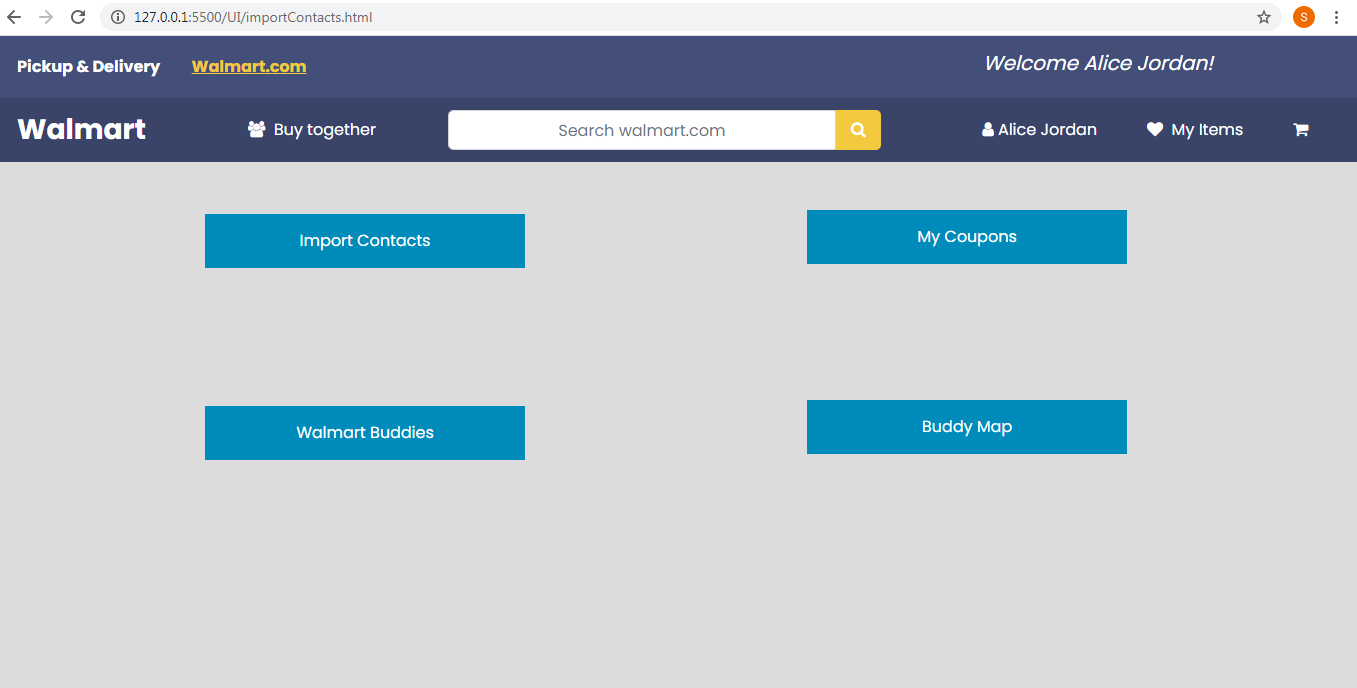 127.0.0.1:5500/UI/importContacts.html
S
Pickup & Delivery Walmart.com Welcome Alice Jordan!
Walmart Buy together Search walmart.com Alice Jordan My Items
Import Contacts My Coupons
Walmart Buddies Buddy Map